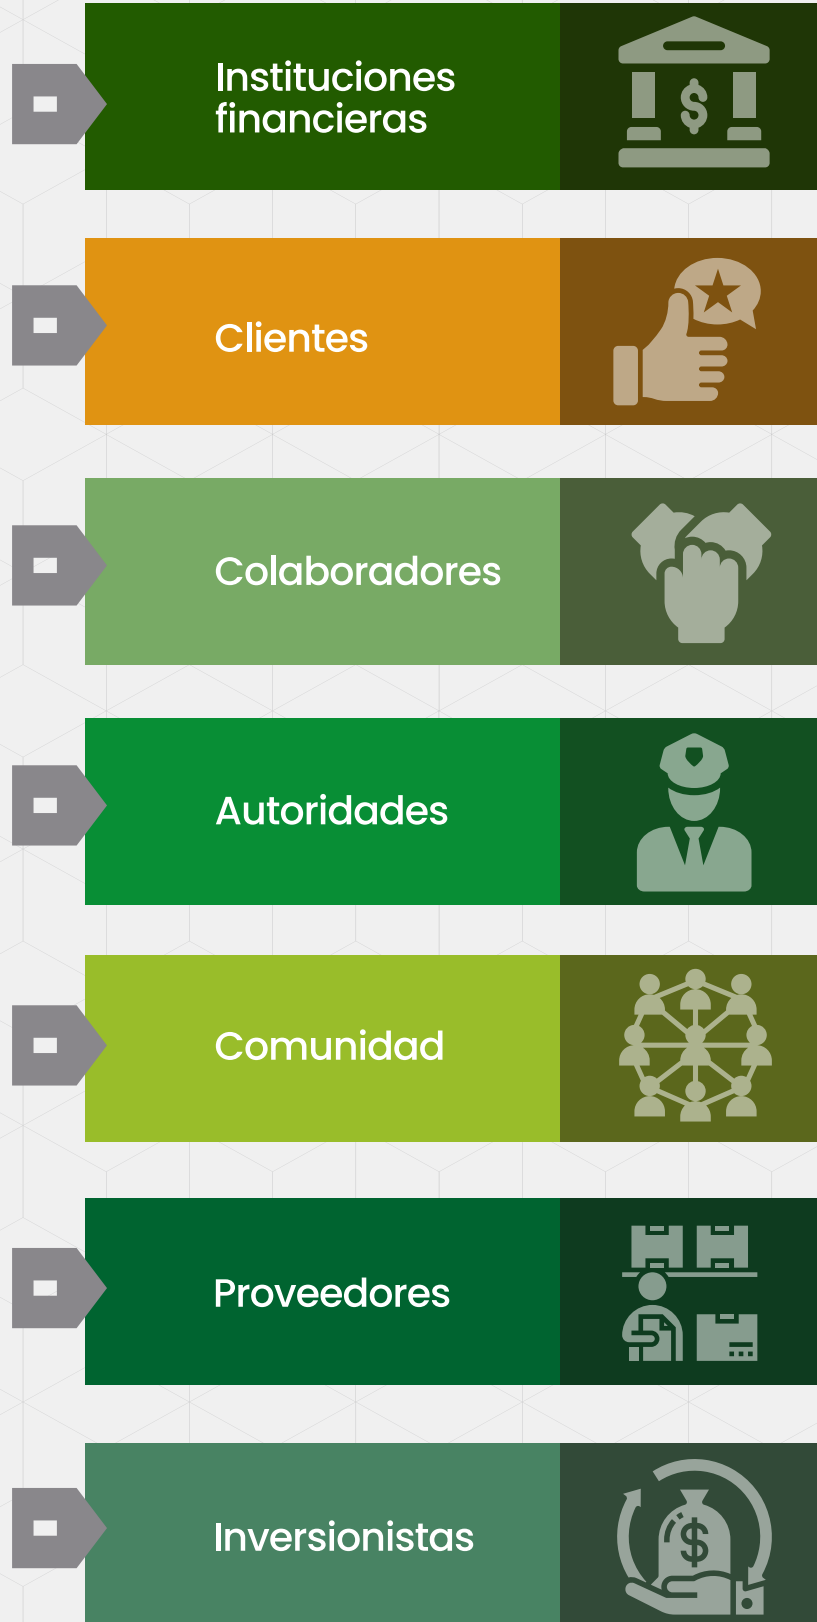 Instituciones
financieras
Clientes
Colaboradores
Autoridades
Comunidad
Proveedores
Inversionistas